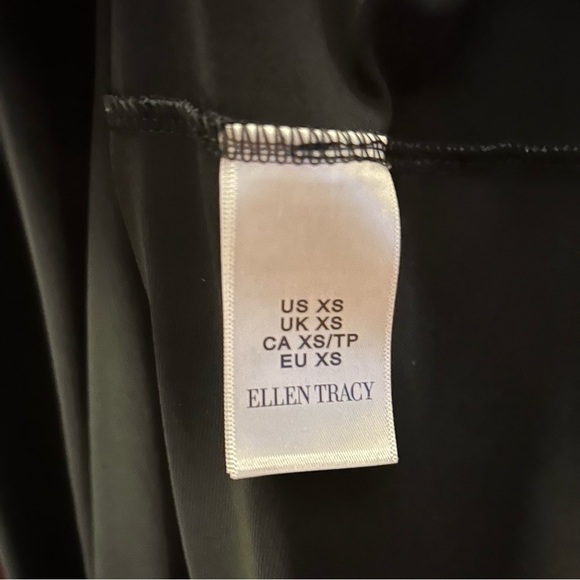 US XS
UK XS
CA XS/TP
EU XS
ELLEN TRACY